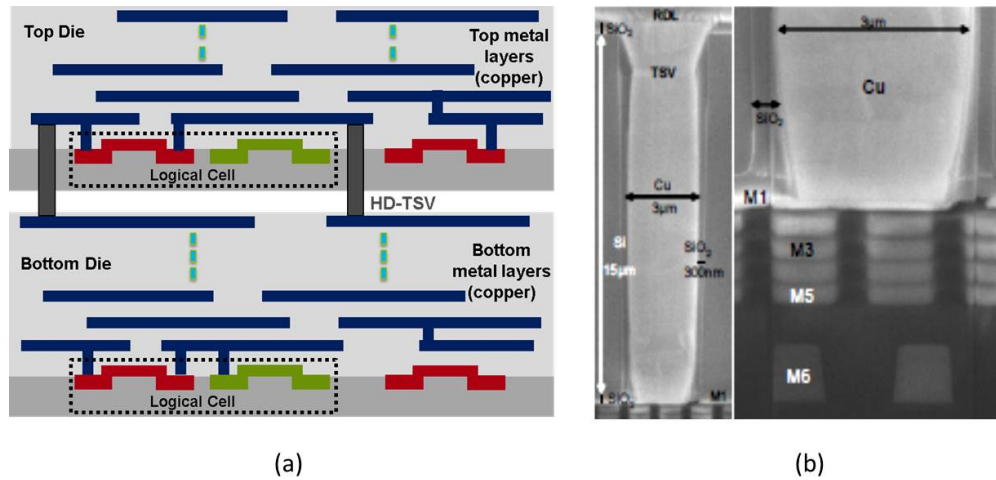 Top Die
Top metal
layers
(copper)
Logical Cell
HD-TSV
Bottom Die
Bottom
metal layers
(copper)
Logical Cell
(a)
RDL
SiO₂
TSV
Cu
3µm
Si
15µm
SiO₂
300nm
SiO₂
M1
3µm
Cu
SiO₂
M1
M3
M5
M6
(b)